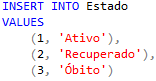 INSERT INTO Estado
VALUES
(1, 'Ativo'),
(2, 'Recuperado'),
(3, 'Óbito')